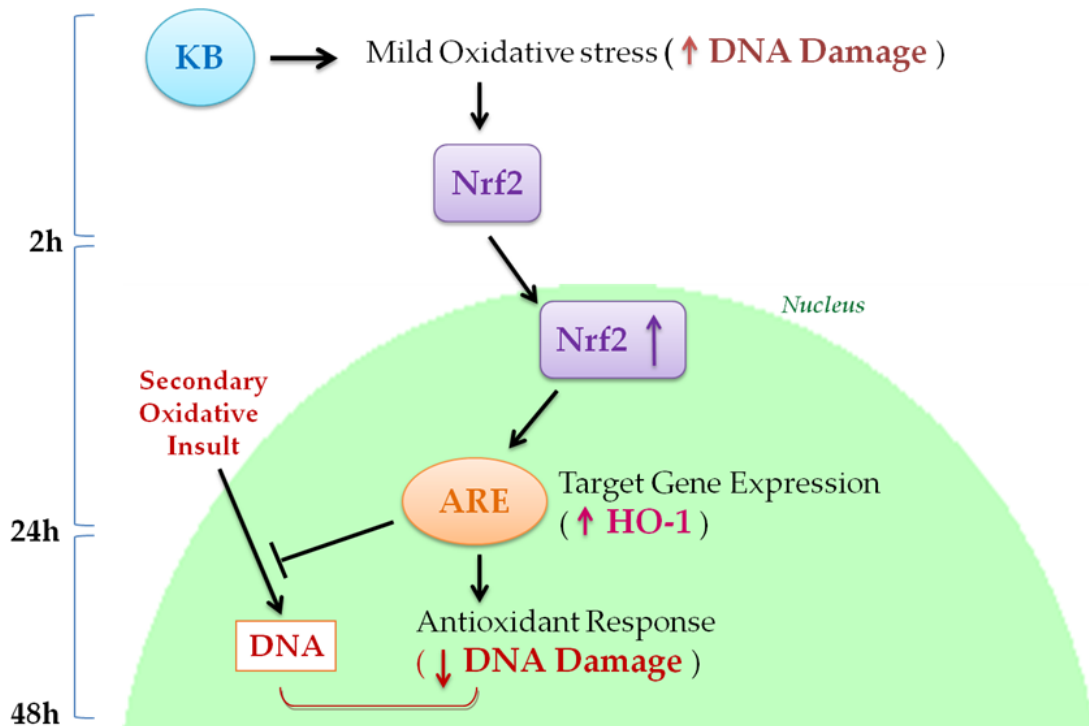 KB
Mild Oxidative stress ( ↑ DNA Damage )
Nrf2
2h
Nucleus
Nrf2 ↑
Secondary
Oxidative
Insult
ARE
Target Gene Expression
( ↑ HO-1 )
24h
Antioxidant Response
( ↓ DNA Damage )
DNA
48h